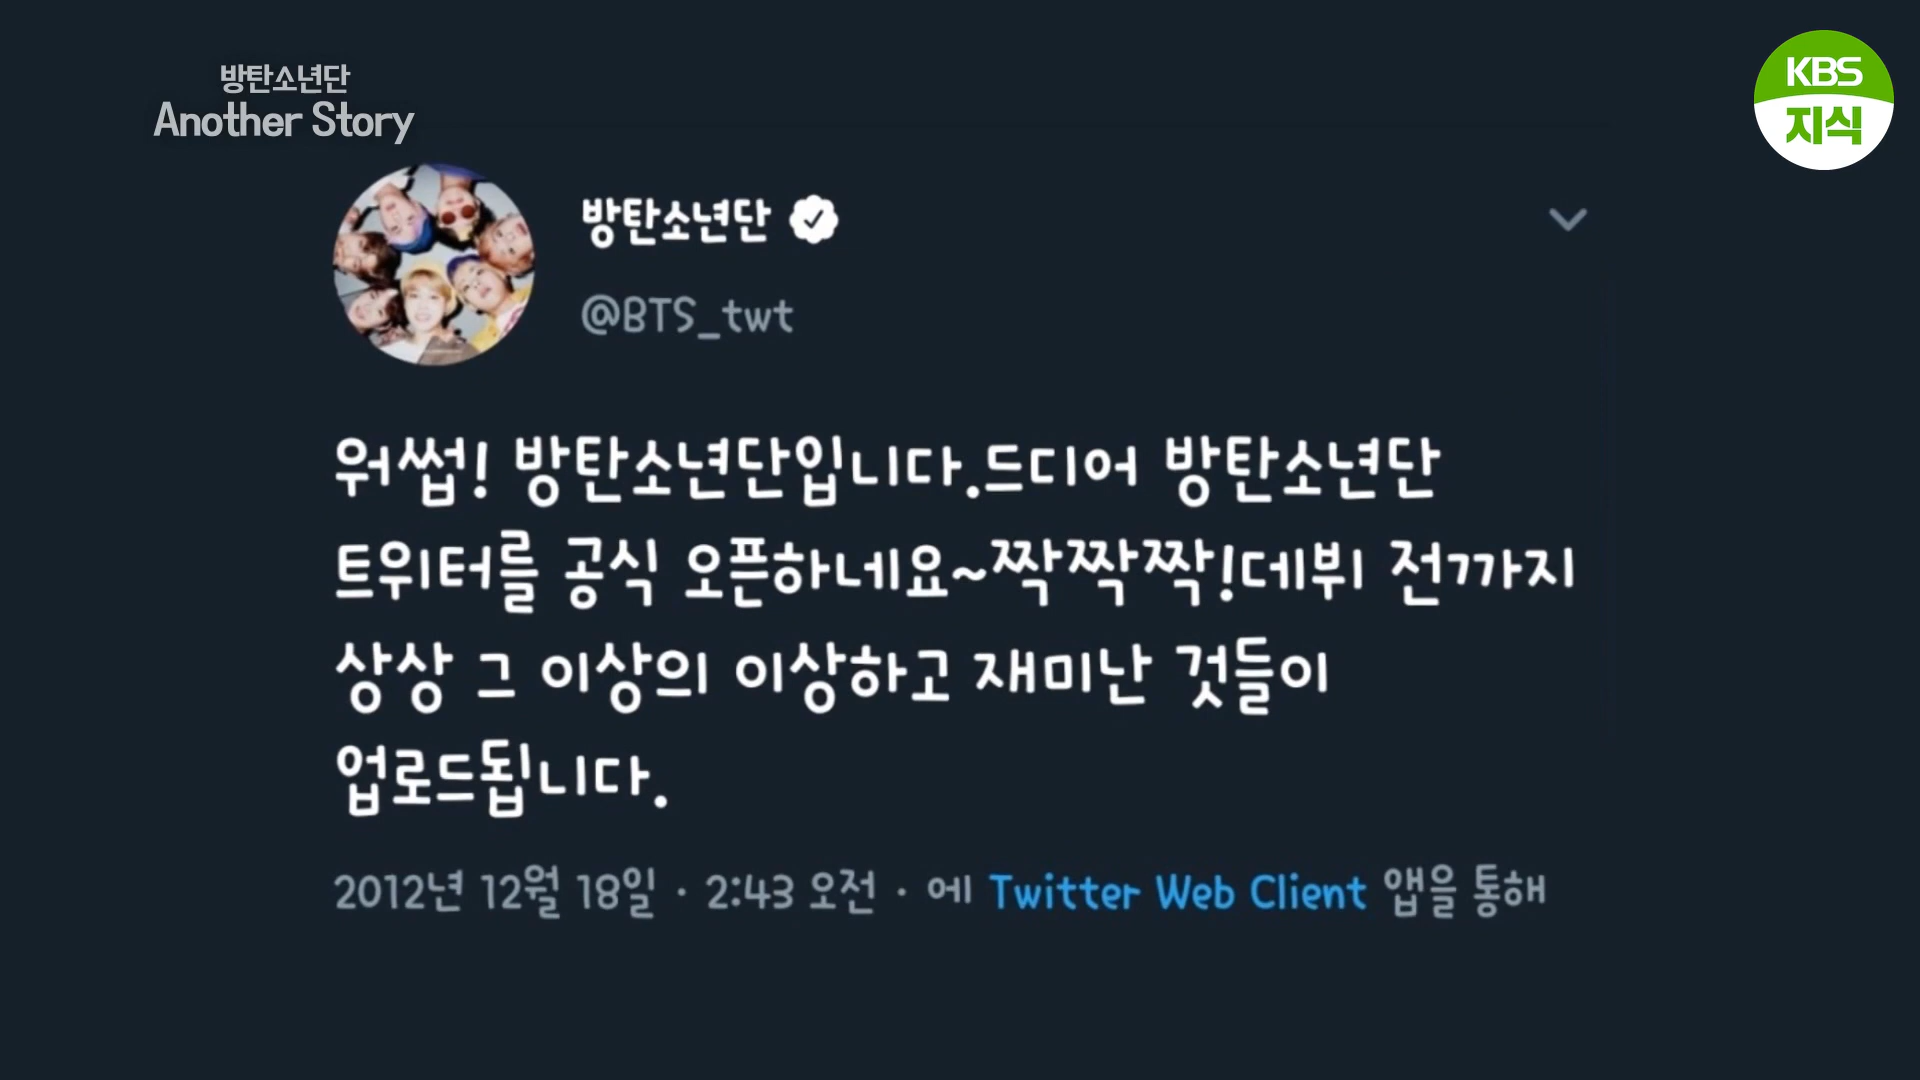 방탄소년단
Another Story
KBS
지식
방탄소년단
@BTS_twt
워썹! 방탄소년단입니다.드디어 방탄소년단
트위터를 공식 오픈하네요~짝짝짝!데뷔 전까지
상상 그 이상의 이상하고 재미난 것들이
업로드됩니다.
2012년 12월 18일 · 2:43 오전 · 에 Twitter Web Client 앱을 통해